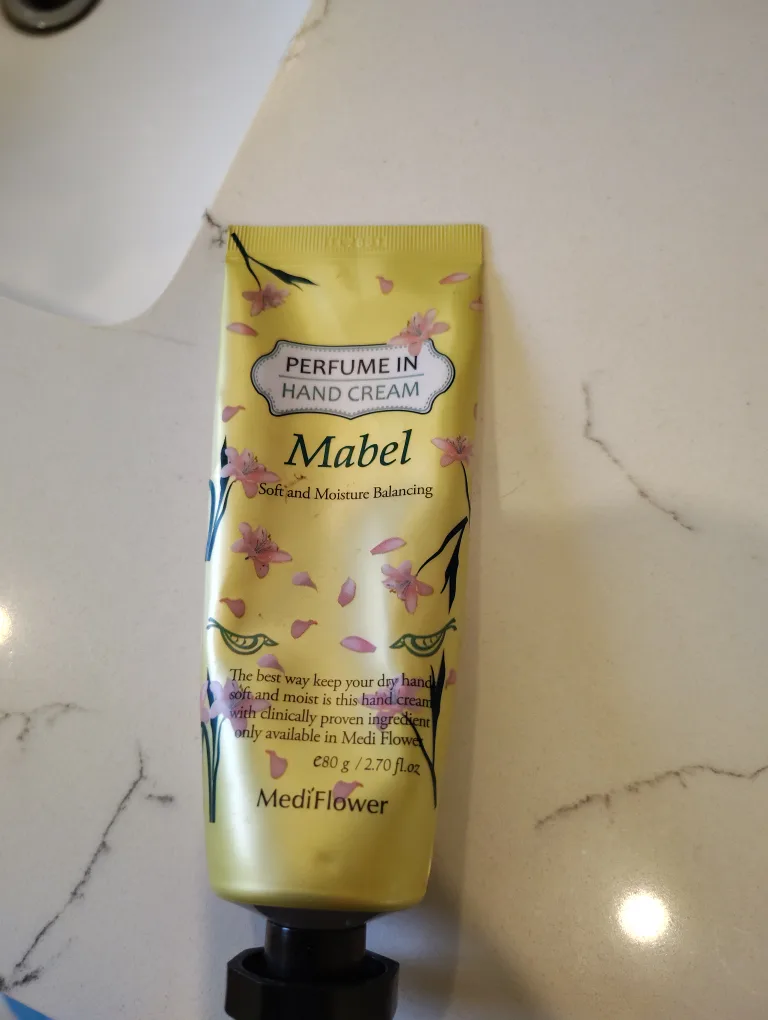 PERFUME IN
HAND CREAM
Mabel
Soft and Moisture Balancing
The best way keep your dry hand
soft and moist is this hand cream
with clinically proven ingredient
only available in Medi Flower
e80 g / 2.70 fl.oz
MediFlower